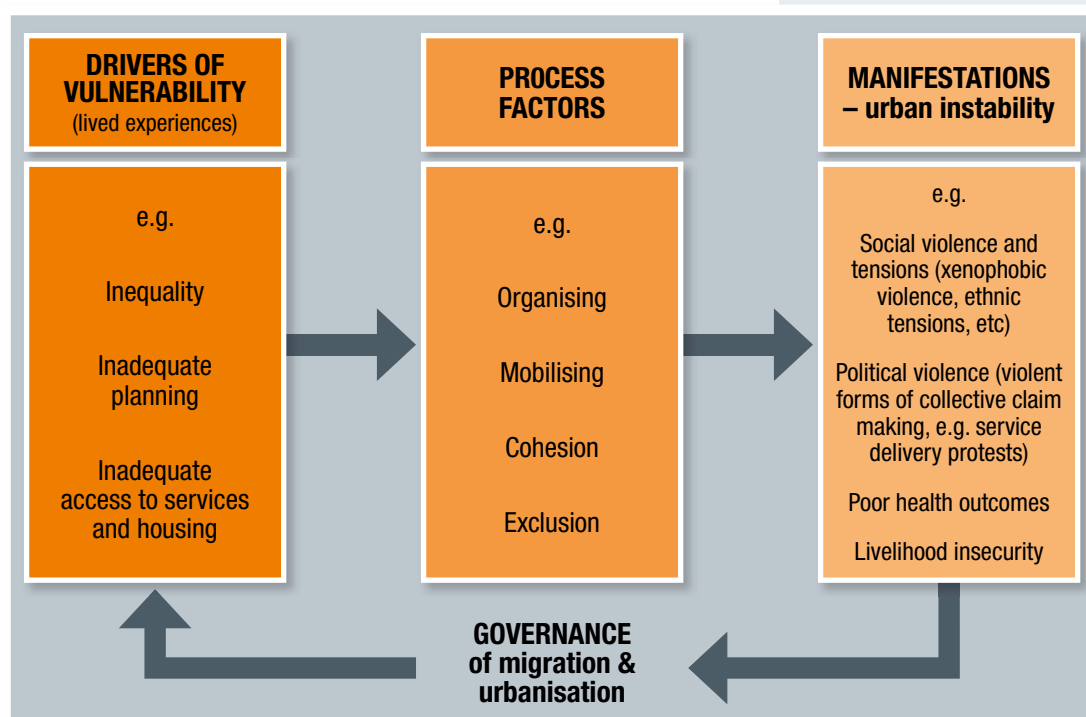 DRIVERS OF
VULNERABILITY
(lived experiences)
e.g.
Inequality
Inadequate
planning
Inadequate
access to services
and housing
PROCESS
FACTORS
e.g.
Organising
Mobilising
Cohesion
Exclusion
MANIFESTATIONS
– urban instability
e.g.
Social violence and
tensions (xenophobic
violence, ethnic
tensions, etc)
Political violence (violent
forms of collective claim
making, e.g. service
delivery protests)
Poor health outcomes
Livelihood insecurity
GOVERNANCE
of migration &
urbanisation